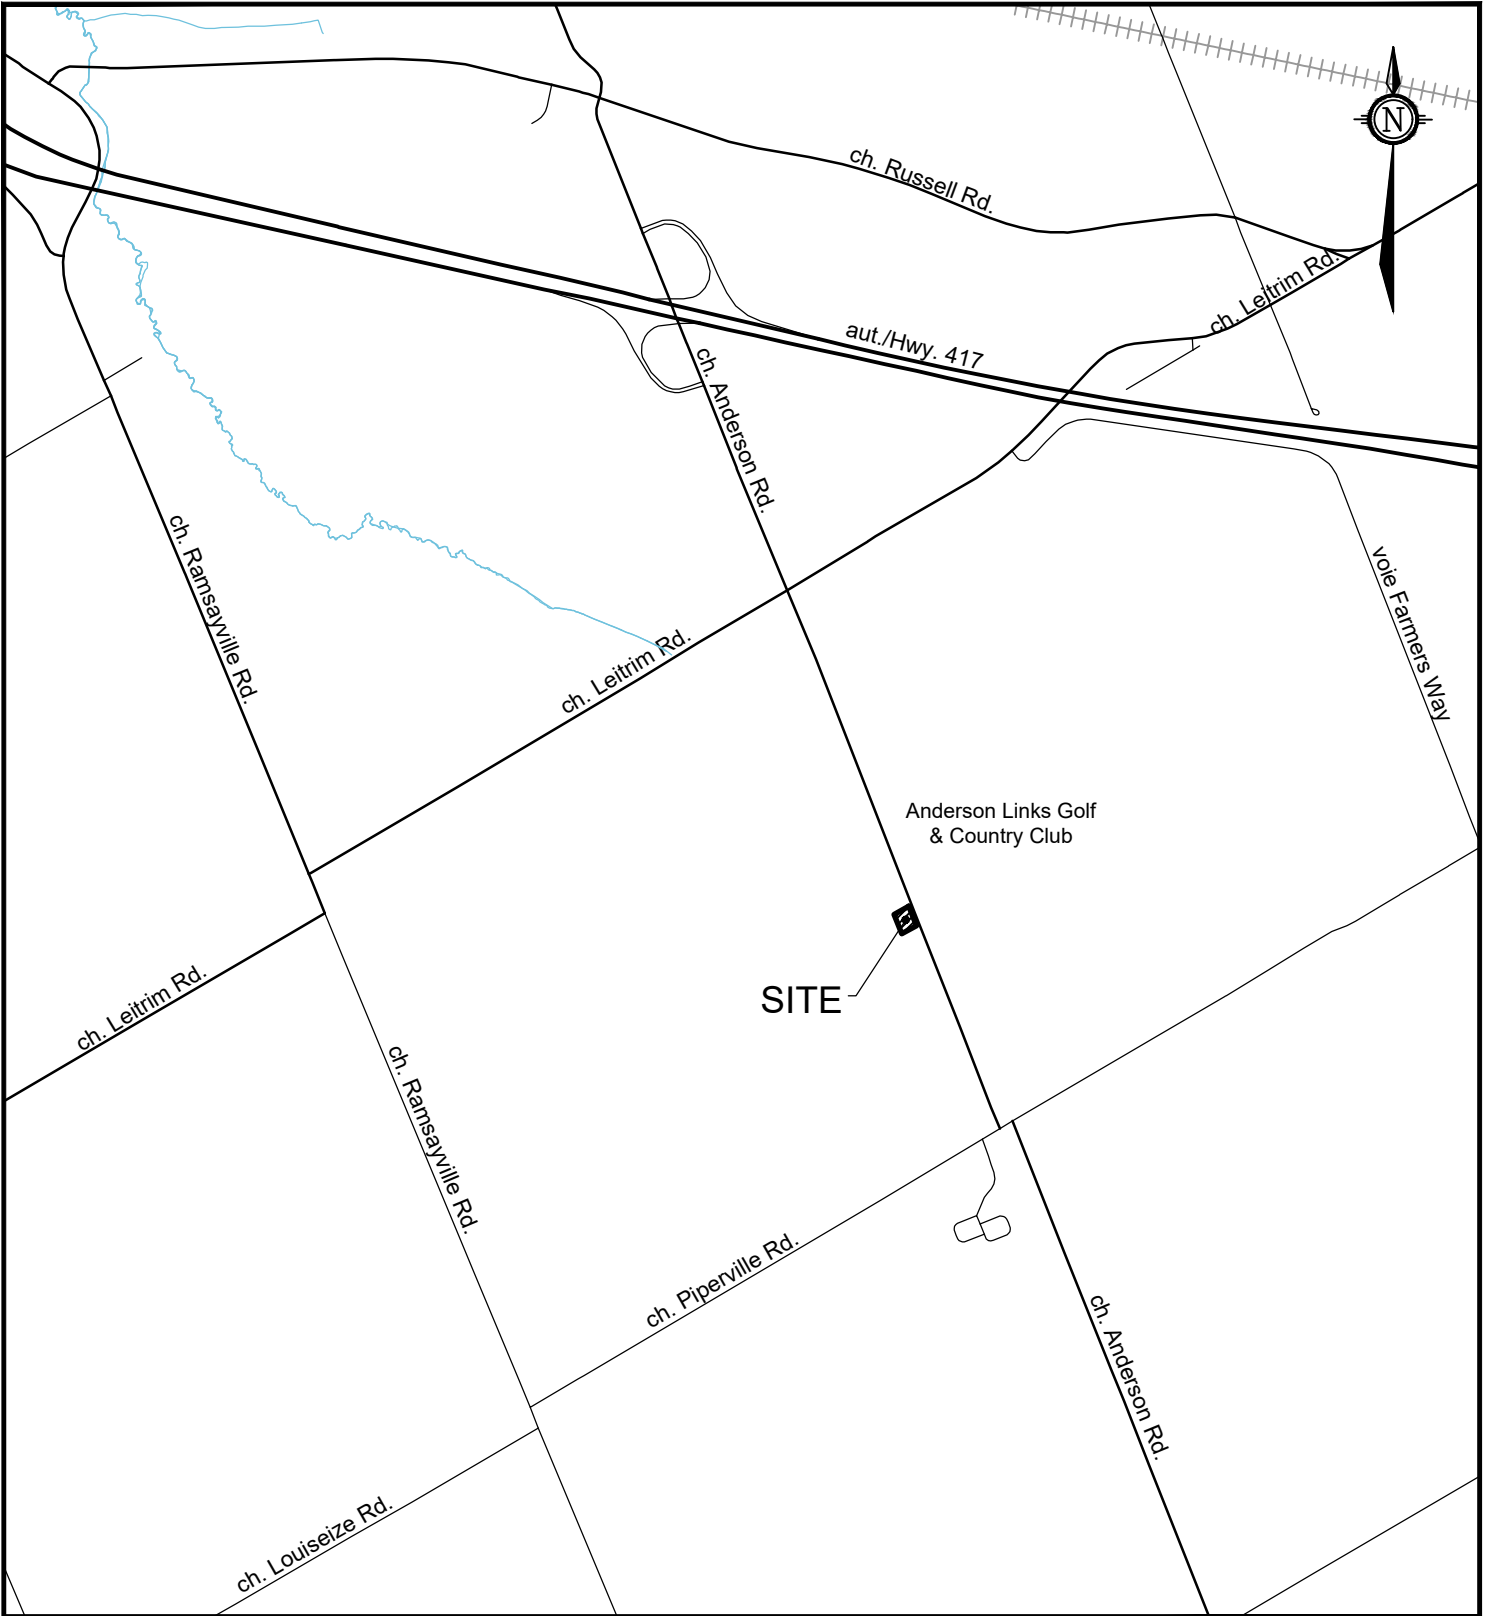 N
ch. Russell Rd.
ch. Leitrim Rd.
aut./Hwy. 417
ch. Anderson Rd.
ch. Ramsayville Rd.
voie Farmers Way
ch. Leitrim Rd.
Anderson Links Golf
& Country Club
SITE
ch. Leitrim Rd.
ch. Ramsayville Rd.
ch. Piperville Rd.
ch. Anderson Rd.
ch. Louiseize Rd.